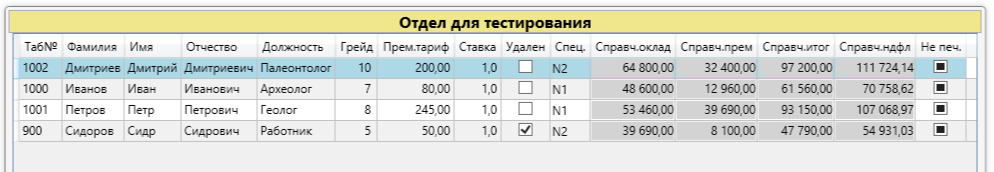 Отдел для тестирования
Таб№ Фамилия Имя Отчество Должность Грейд Прем.тариф Ставка Удален Спец. Справч.оклад Справч.прем Справч.итог Справч.ндфл Не печ.
1002 Дмитриев Дмитрий Дмитриевич Палеонтолог 10 200,00 1,0 N2 64 800,00 32 400,00 97 200,00 111 724,14
1000 Иванов Иван Иванович Археолог 7 80,00 1,0 N1 48 600,00 12 960,00 61 560,00 70 758,62
1001 Петров Петр Петрович Геолог 8 245,00 1,0 N1 53 460,00 39 690,00 93 150,00 107 068,97
900 Сидоров Сидр Сидрович Работник 5 50,00 1,0 N2 39 690,00 8 100,00 47 790,00 54 931,03